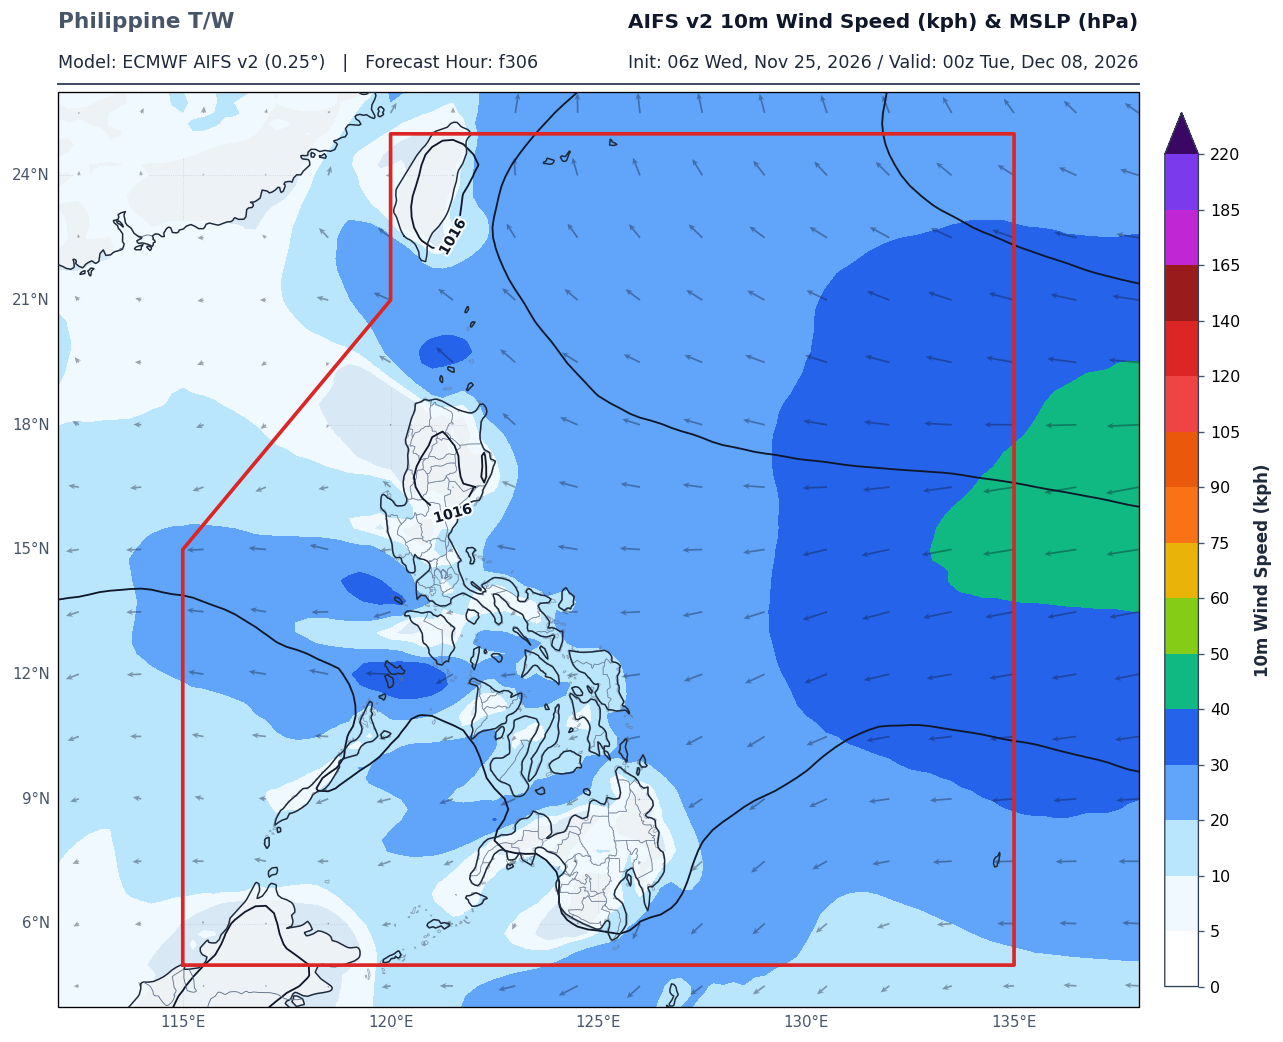 Philippine T/W
AIFS v2 10m Wind Speed (kph) & MSLP (hPa)
Model: ECMWF AIFS v2 (0.25°) | Forecast Hour: f306
Init: 06z Wed, Nov 25, 2026 / Valid: 00z Tue, Dec 08, 2026
24°N
21°N
18°N
15°N
12°N
9°N
6°N
115°E
120°E
125°E
130°E
135°E
1016
1016
220
185
165
140
120
105
90
75
60
50
40
30
20
10
5
0
10m Wind Speed (kph)